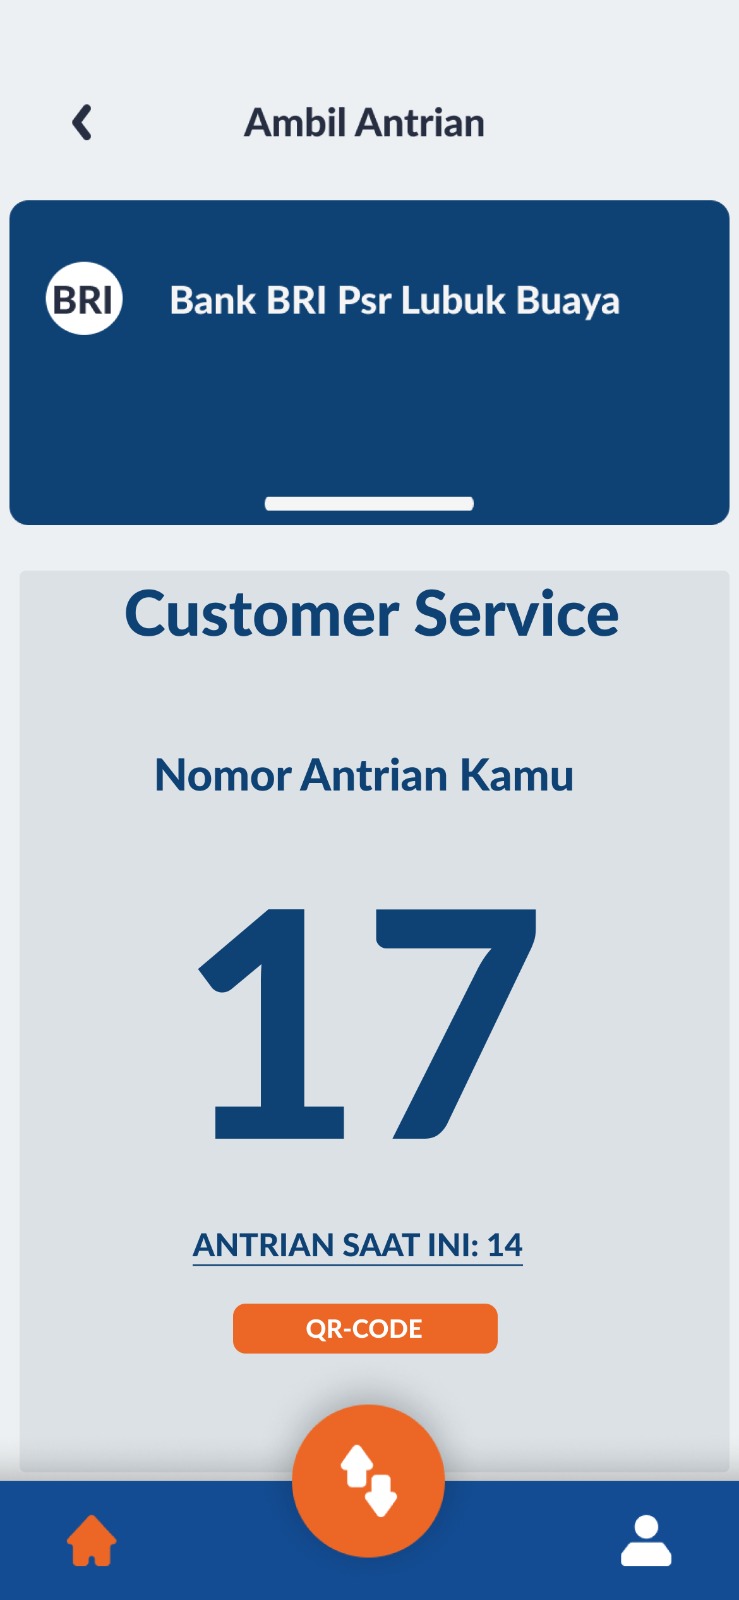 Ambil Antrian
BRI
Bank BRI Psr Lubuk Buaya
Customer Service
Nomor Antrian Kamu
17
ANTRIAN SAAT INI: 14
QR-CODE